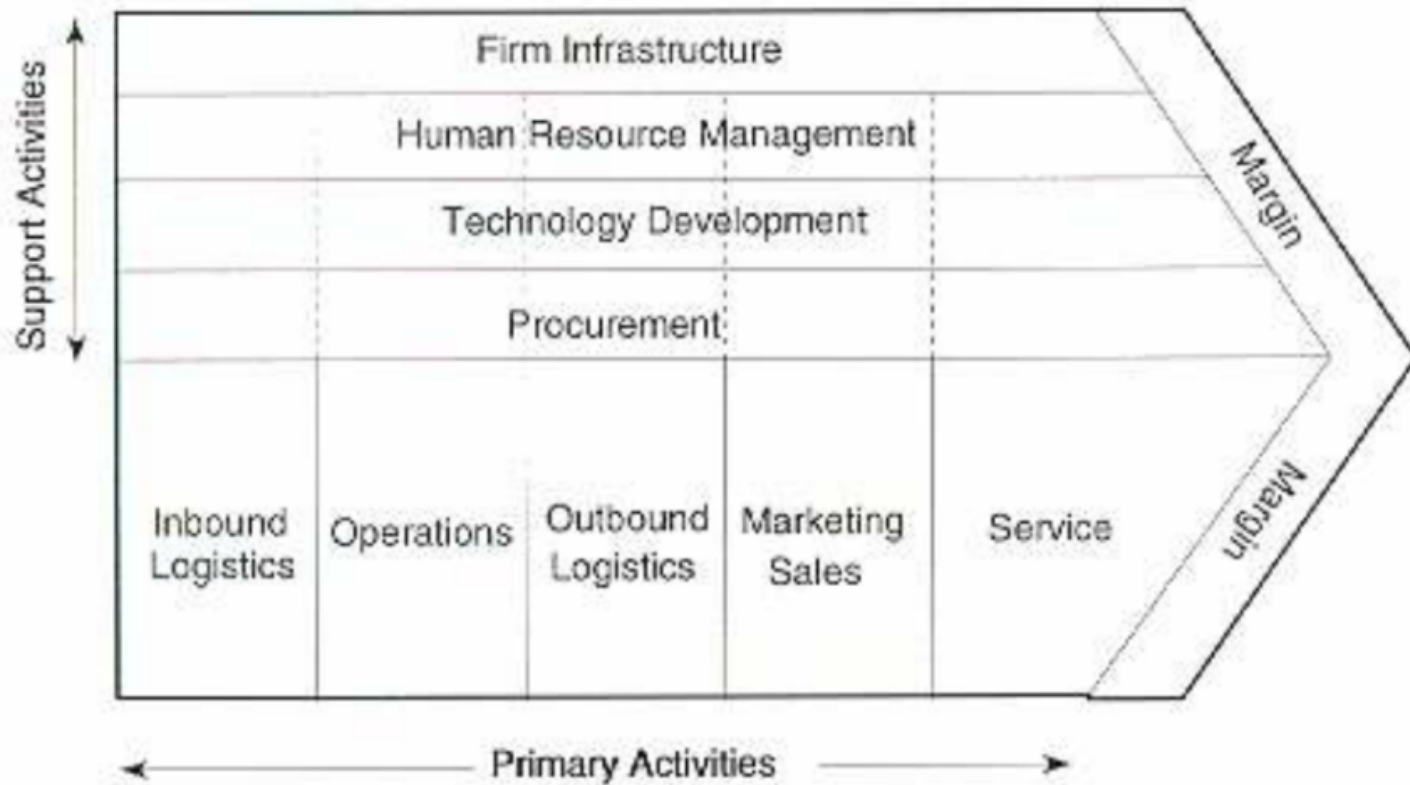 Support Activities
Firm Infrastructure
Human Resource Management
Technology Development
Procurement
Margin
Inbound
Logistics
Operations
Outbound
Logistics
Marketing
Sales
Service
Margin
Primary Activities